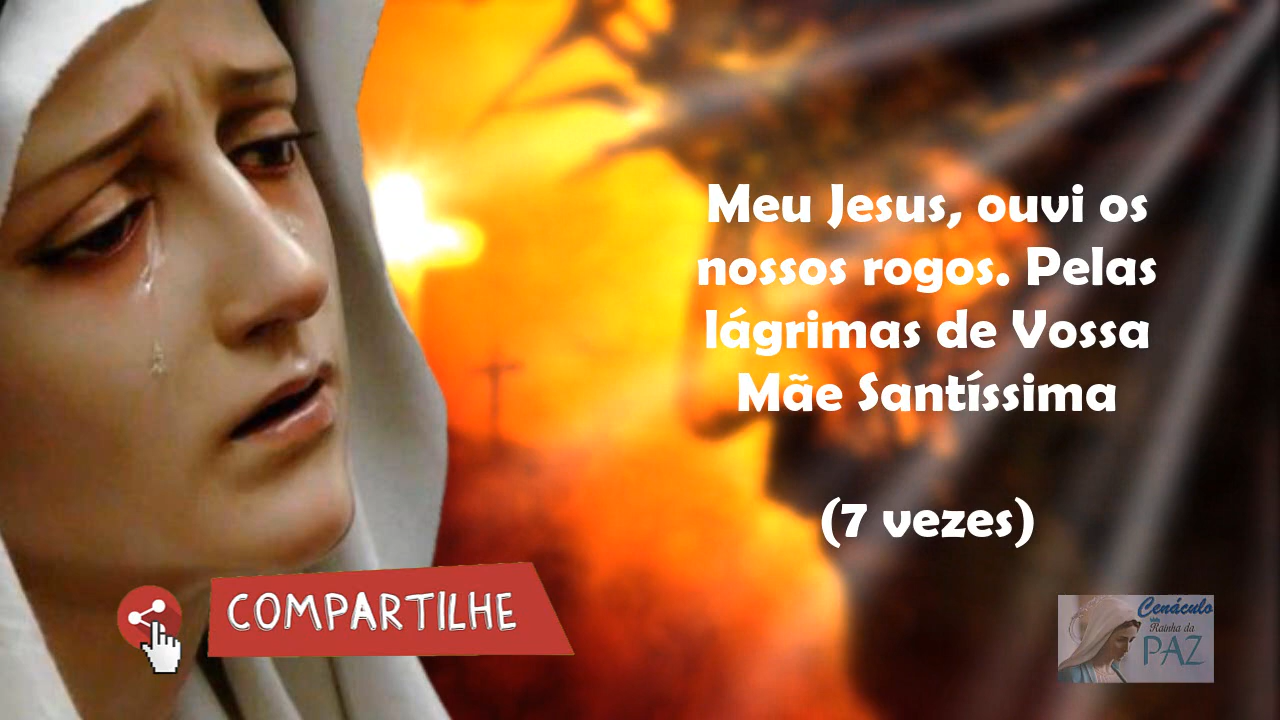 Meu Jesus, ouvi os
nossos rogos. Pelas
lágrimas de Vossa
Mãe Santíssima
(7 vezes)
COMPARTILHE
Cenáculo
Rainha da
PAZ